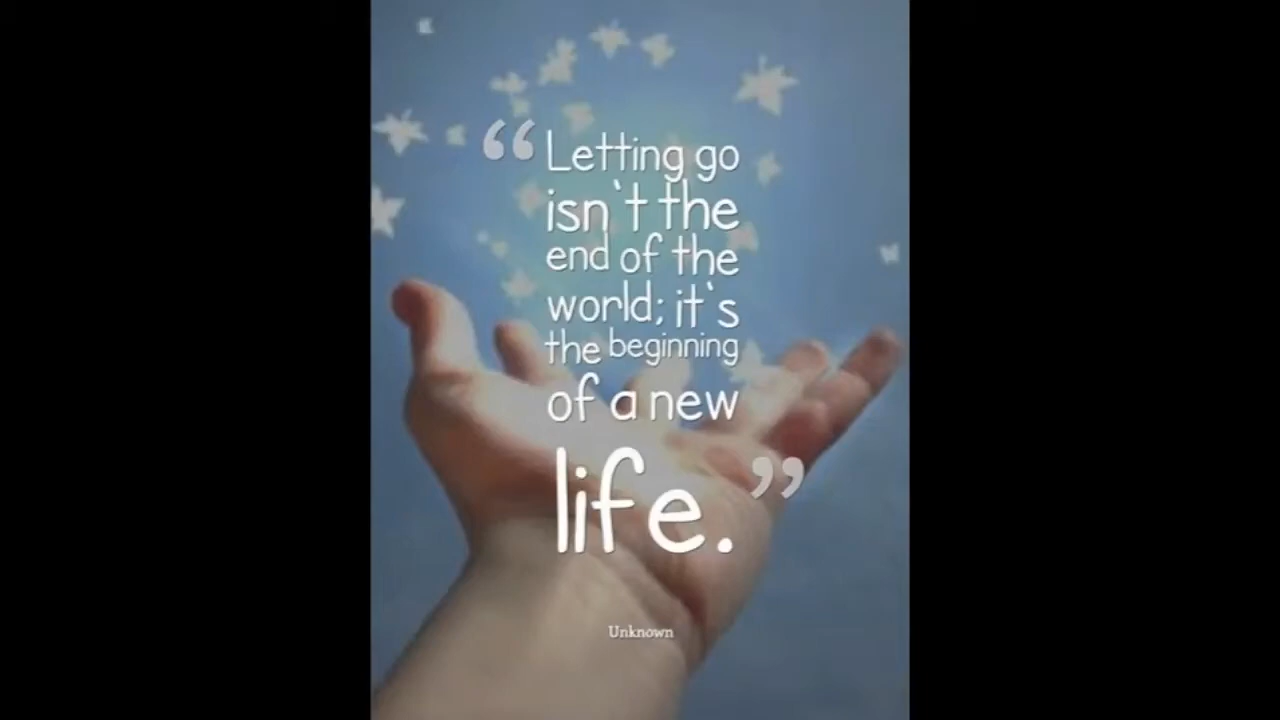 “Letting go
isn't the
end of the
world; it's
the beginning
of a new
life.”
Unknown